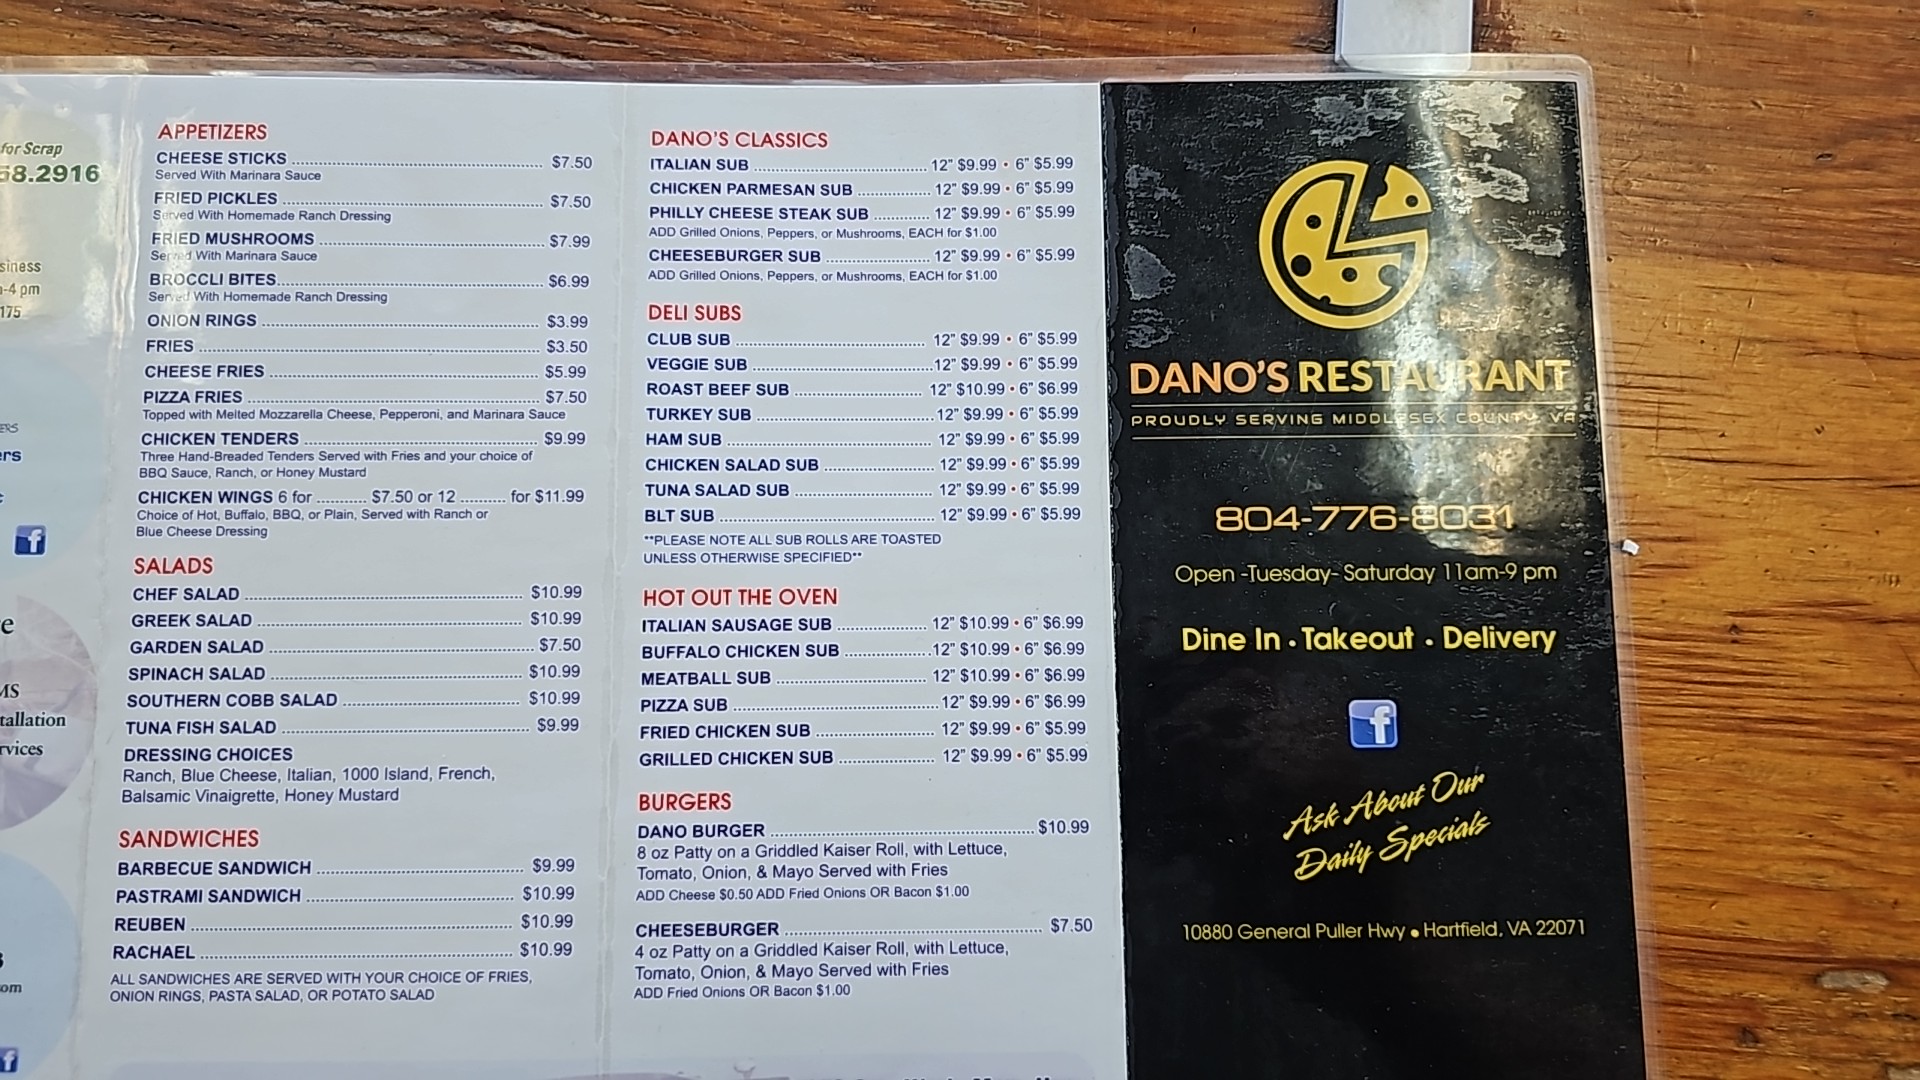 for Scrap
58.2916
siness
-4 pm
175
ERS
ers
f
e
MS
tallation
rvices
om
f
APPETIZERS
CHEESE STICKS ........ $7.50
Served With Marinara Sauce
FRIED PICKLES ........ $7.50
Served With Homemade Ranch Dressing
FRIED MUSHROOMS ........ $7.99
Served With Marinara Sauce
BROCCLI BITES........ $6.99
Served With Homemade Ranch Dressing
ONION RINGS ........ $3.99
FRIES ........ $3.50
CHEESE FRIES ........ $5.99
PIZZA FRIES ........ $7.50
Topped with Melted Mozzarella Cheese, Pepperoni, and Marinara Sauce
CHICKEN TENDERS ........ $9.99
Three Hand-Breaded Tenders Served with Fries and your choice of
BBQ Sauce, Ranch, or Honey Mustard
CHICKEN WINGS 6 for ........ $7.50 or 12 ........ for $11.99
Choice of Hot, Buffalo, BBQ, or Plain, Served with Ranch or
Blue Cheese Dressing
SALADS
CHEF SALAD ........ $10.99
GREEK SALAD ........ $10.99
GARDEN SALAD ........ $7.50
SPINACH SALAD ........ $10.99
SOUTHERN COBB SALAD ........ $10.99
TUNA FISH SALAD ........ $9.99
DRESSING CHOICES
Ranch, Blue Cheese, Italian, 1000 Island, French,
Balsamic Vinaigrette, Honey Mustard
SANDWICHES
BARBECUE SANDWICH ........ $9.99
PASTRAMI SANDWICH ........ $10.99
REUBEN ........ $10.99
RACHAEL ........ $10.99
ALL SANDWICHES ARE SERVED WITH YOUR CHOICE OF FRIES,
ONION RINGS, PASTA SALAD, OR POTATO SALAD
DANO'S CLASSICS
ITALIAN SUB ........ 12" $9.99 • 6" $5.99
CHICKEN PARMESAN SUB ........ 12" $9.99 • 6" $5.99
PHILLY CHEESE STEAK SUB ........ 12" $9.99 • 6" $5.99
ADD Grilled Onions, Peppers, or Mushrooms, EACH for $1.00
CHEESEBURGER SUB ........ 12" $9.99 • 6" $5.99
ADD Grilled Onions, Peppers, or Mushrooms, EACH for $1.00
DELI SUBS
CLUB SUB ........ 12" $9.99 • 6" $5.99
VEGGIE SUB ........ 12" $9.99 • 6" $5.99
ROAST BEEF SUB ........ 12" $10.99 • 6" $6.99
TURKEY SUB ........ 12" $9.99 • 6" $5.99
HAM SUB ........ 12" $9.99 • 6" $5.99
CHICKEN SALAD SUB ........ 12" $9.99 • 6" $5.99
TUNA SALAD SUB ........ 12" $9.99 • 6" $5.99
BLT SUB ........ 12" $9.99 • 6" $5.99
**PLEASE NOTE ALL SUB ROLLS ARE TOASTED
UNLESS OTHERWISE SPECIFIED**
HOT OUT THE OVEN
ITALIAN SAUSAGE SUB ........ 12" $10.99 • 6" $6.99
BUFFALO CHICKEN SUB ........ 12" $10.99 • 6" $6.99
MEATBALL SUB ........ 12" $10.99 • 6" $6.99
PIZZA SUB ........ 12" $9.99 • 6" $6.99
FRIED CHICKEN SUB ........ 12" $9.99 • 6" $5.99
GRILLED CHICKEN SUB ........ 12" $9.99 • 6" $5.99
BURGERS
DANO BURGER ........ $10.99
8 oz Patty on a Griddled Kaiser Roll, with Lettuce,
Tomato, Onion, & Mayo Served with Fries
ADD Cheese $0.50 ADD Fried Onions OR Bacon $1.00
CHEESEBURGER ........ $7.50
4 oz Patty on a Griddled Kaiser Roll, with Lettuce,
Tomato, Onion, & Mayo Served with Fries
ADD Fried Onions OR Bacon $1.00
DANO'S RESTAURANT
PROUDLY SERVING MIDDLESEX COUNTY, VA
804-776-8031
Open -Tuesday- Saturday 11am-9 pm
Dine In • Takeout • Delivery
f
Ask About Our
Daily Specials
10880 General Puller Hwy • Hartfield, VA 22071